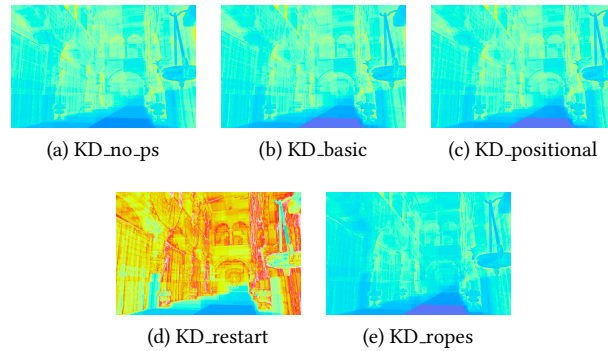 (a) KD_no_ps
(b) KD_basic
(c) KD_positional
(d) KD_restart
(e) KD_ropes